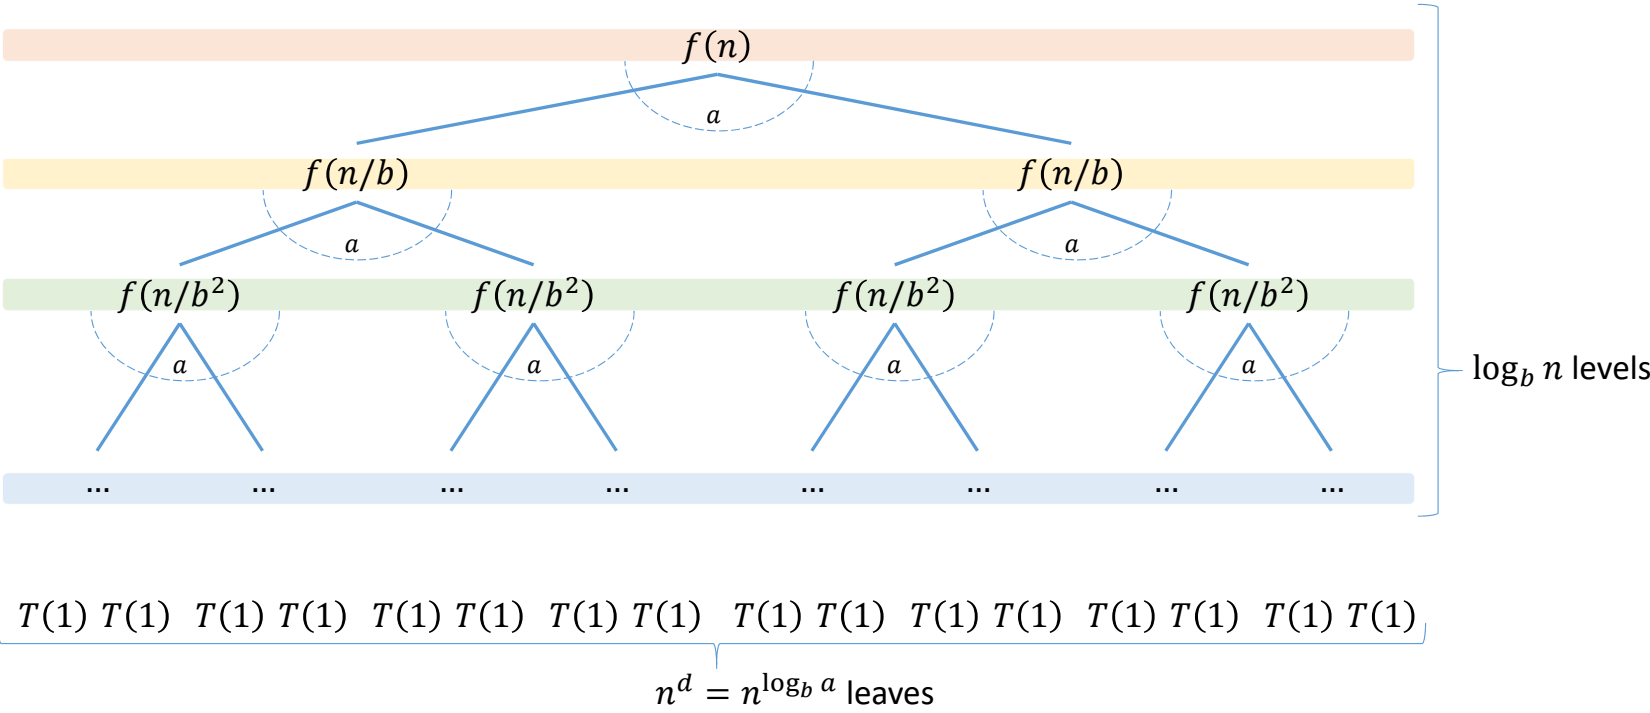 f(n)
a
f(n/b) f(n/b)
a a
f(n/b²) f(n/b²) f(n/b²) f(n/b²)
a a a a
log_b n levels
... ... ... ... ... ... ... ...
T(1) T(1) T(1) T(1) T(1) T(1) T(1) T(1) T(1) T(1) T(1) T(1) T(1) T(1) T(1) T(1)
n^d = n^{log_b a} leaves